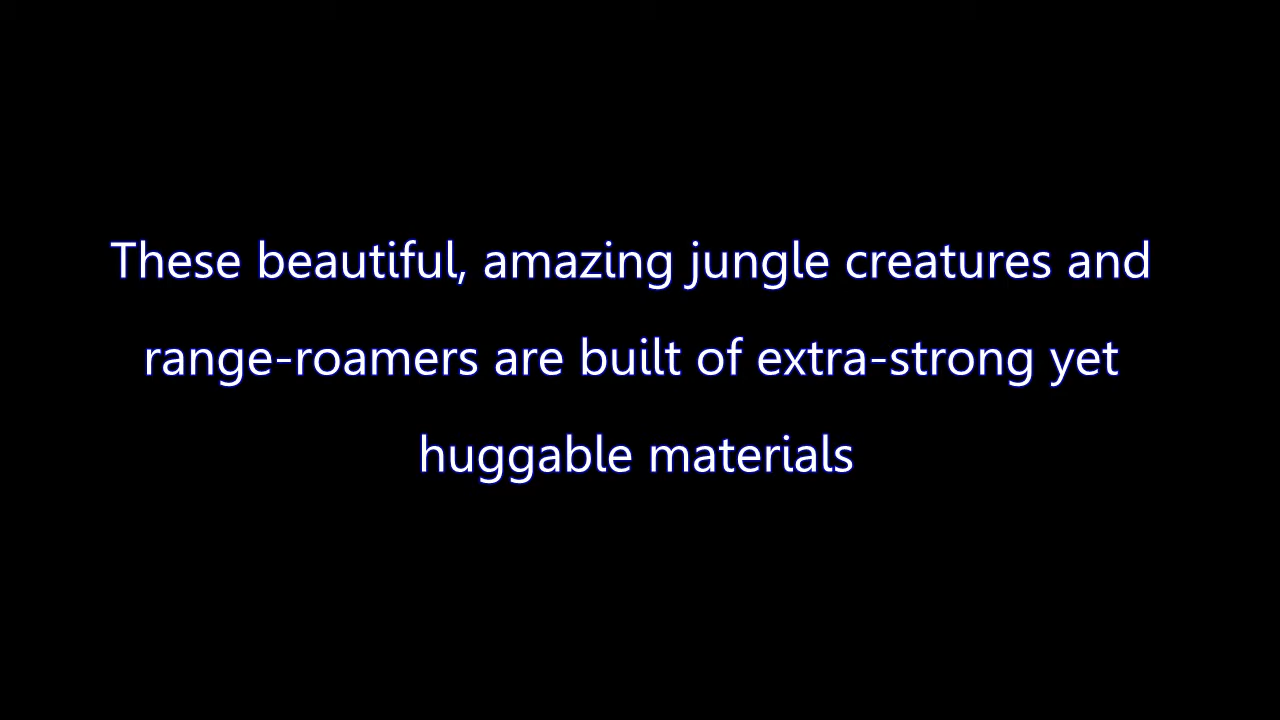 These beautiful, amazing jungle creatures and
range-roamers are built of extra-strong yet
huggable materials